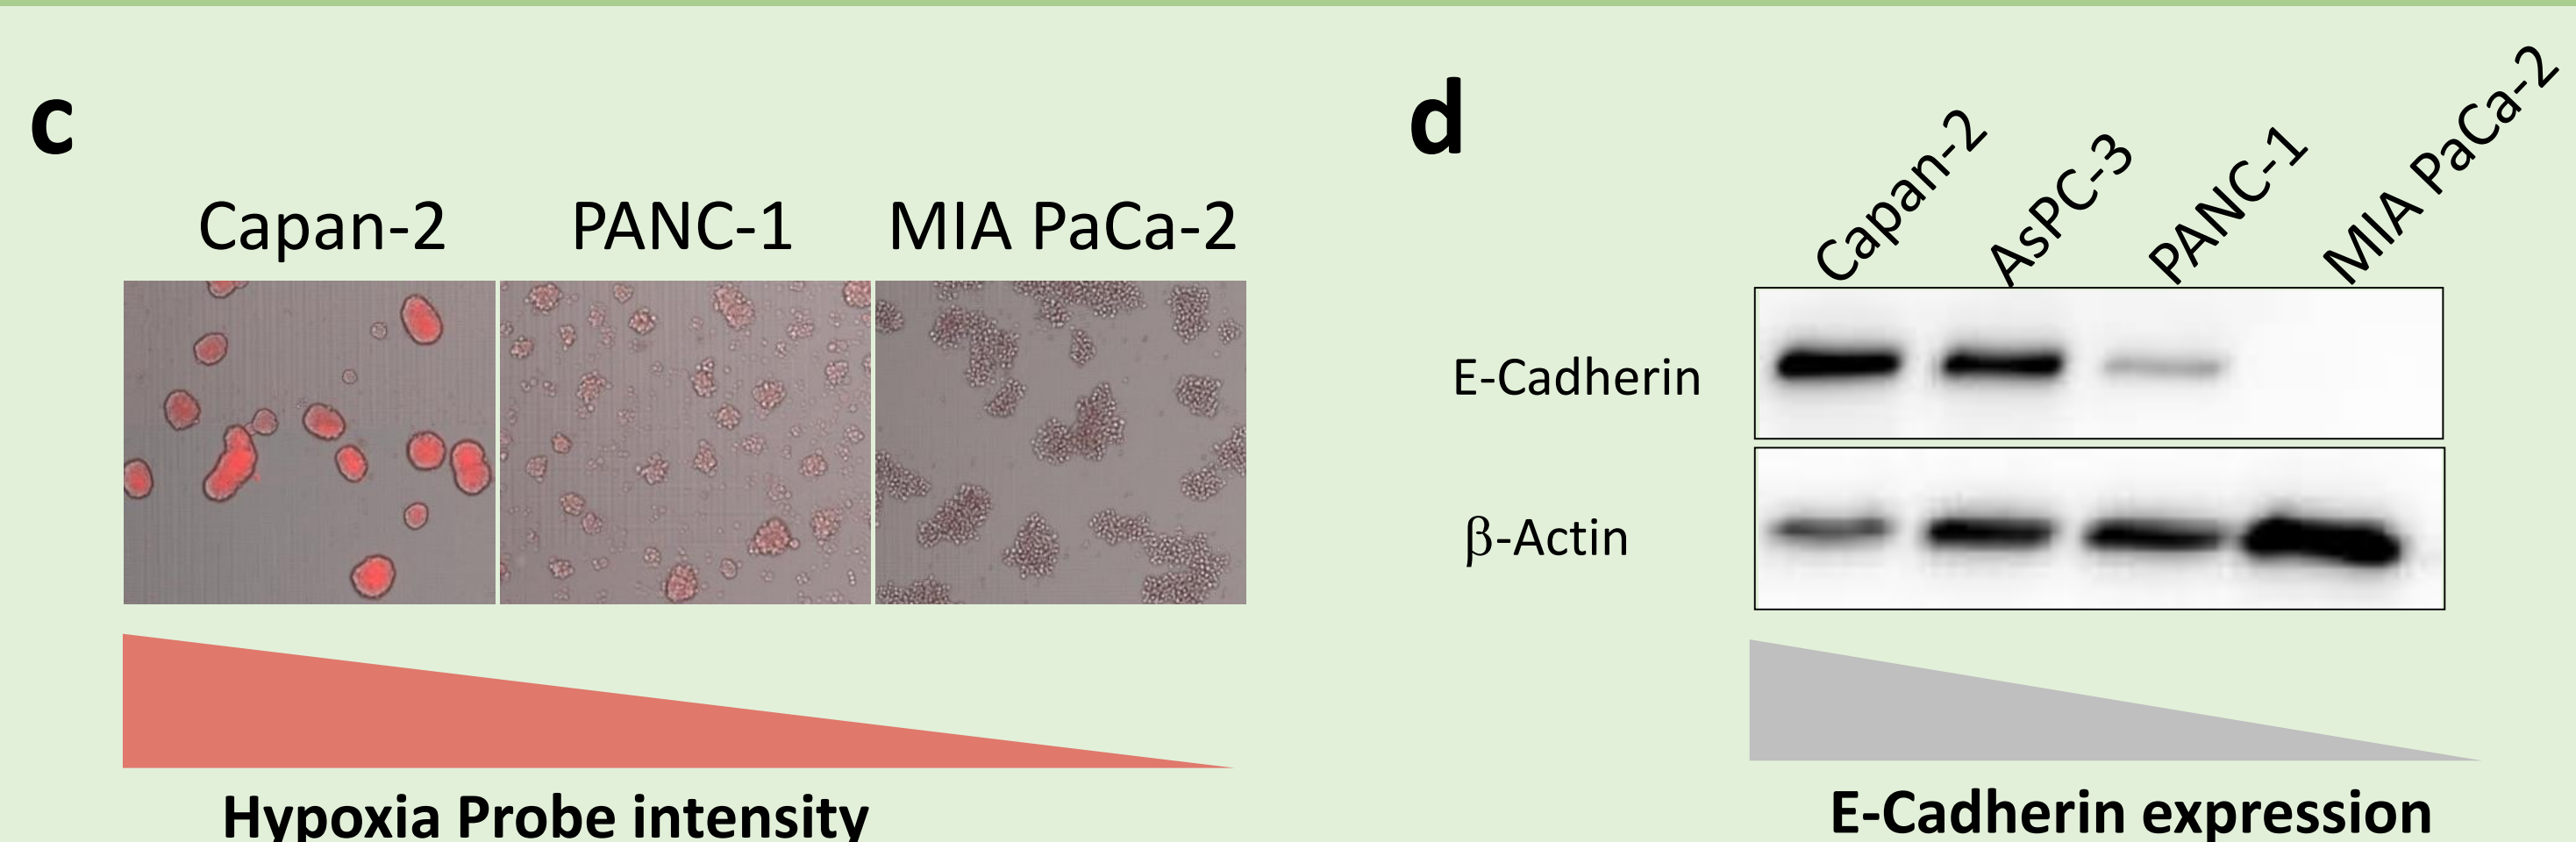 c
Capan-2 PANC-1 MIA PaCa-2
Hypoxia Probe intensity
d
Capan-2 AsPC-3 PANC-1 MIA PaCa-2
E-Cadherin
β-Actin
E-Cadherin expression